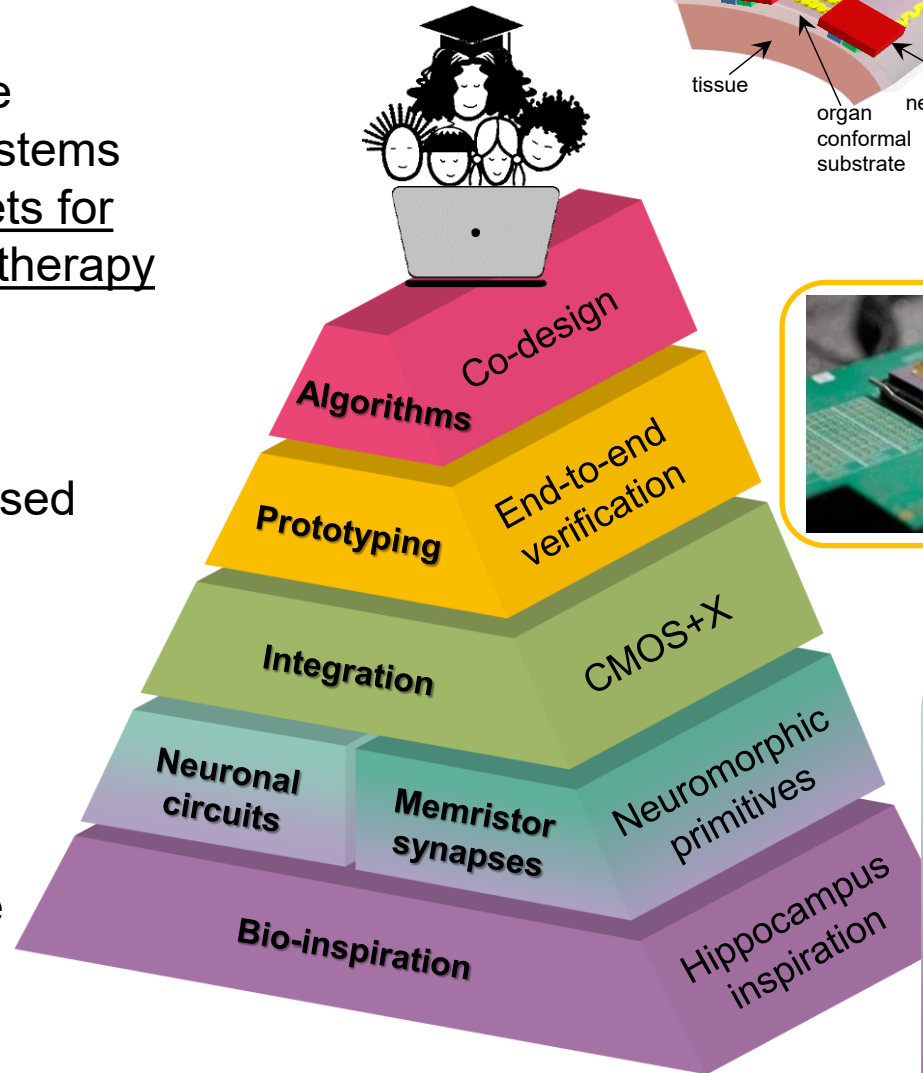 stems
ets for
therapy
sed
tissue
organ
conformal
substrate
Algorithms
Co-design
Prototyping
End-to-end
verification
Integration
CMOS+X
Neuronal
circuits
Memristor
synapses
Neuromorphic
primitives
Bio-inspiration
Hippocampus
inspiration